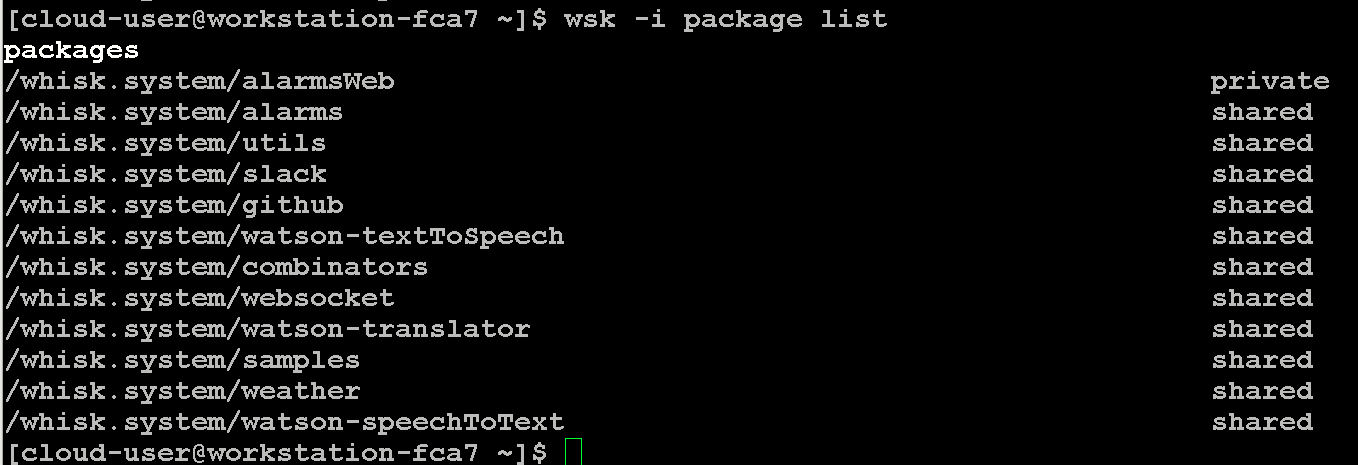 [cloud-user@workstation-fca7 ~]$ wsk -i package list
packages
/whisk.system/alarmsWeb private
/whisk.system/alarms shared
/whisk.system/utils shared
/whisk.system/slack shared
/whisk.system/github shared
/whisk.system/watson-textToSpeech shared
/whisk.system/combinators shared
/whisk.system/websocket shared
/whisk.system/watson-translator shared
/whisk.system/samples shared
/whisk.system/weather shared
/whisk.system/watson-speechToText shared
[cloud-user@workstation-fca7 ~]$